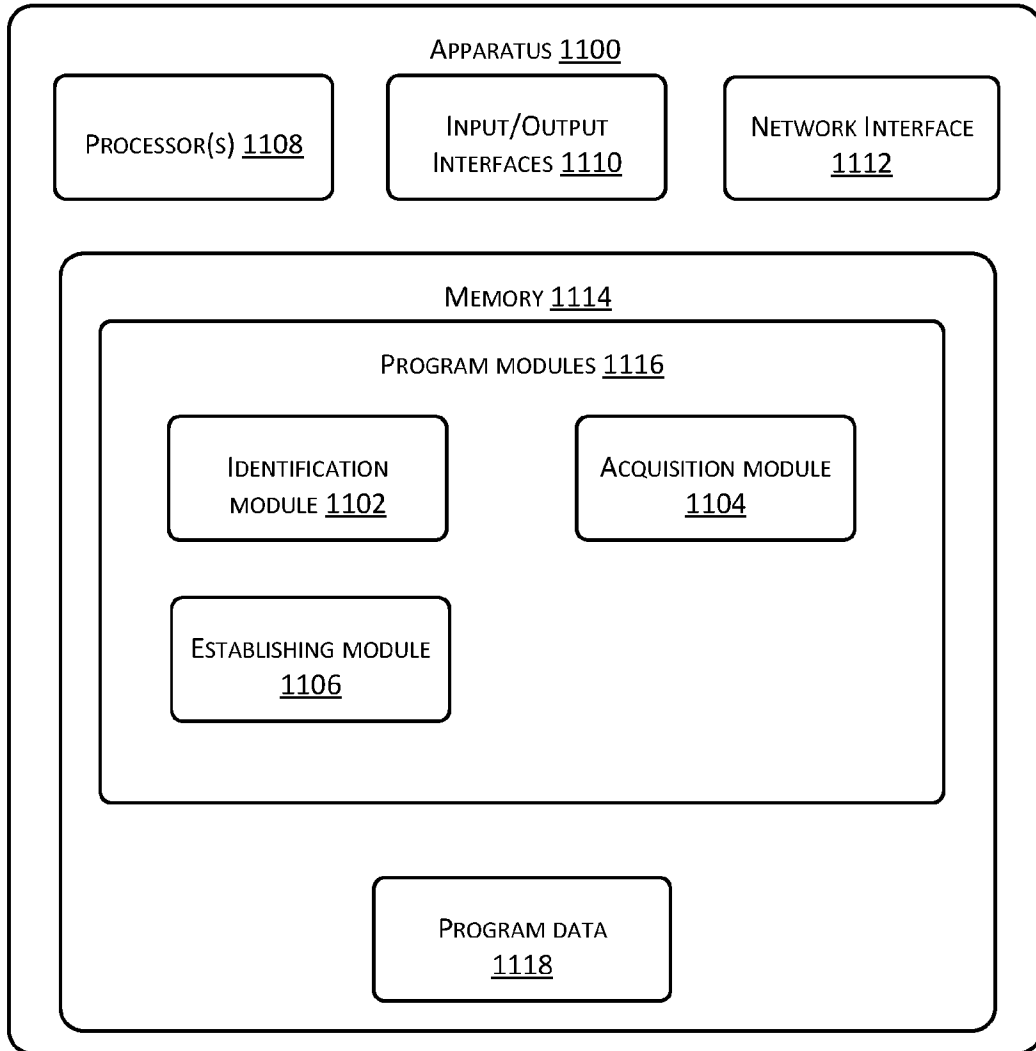 APPARATUS 1100
PROCESSOR(S) 1108
INPUT/OUTPUT
INTERFACES 1110
NETWORK INTERFACE
1112
MEMORY 1114
PROGRAM MODULES 1116
IDENTIFICATION
MODULE 1102
ACQUISITION MODULE
1104
ESTABLISHING MODULE
1106
PROGRAM DATA
1118